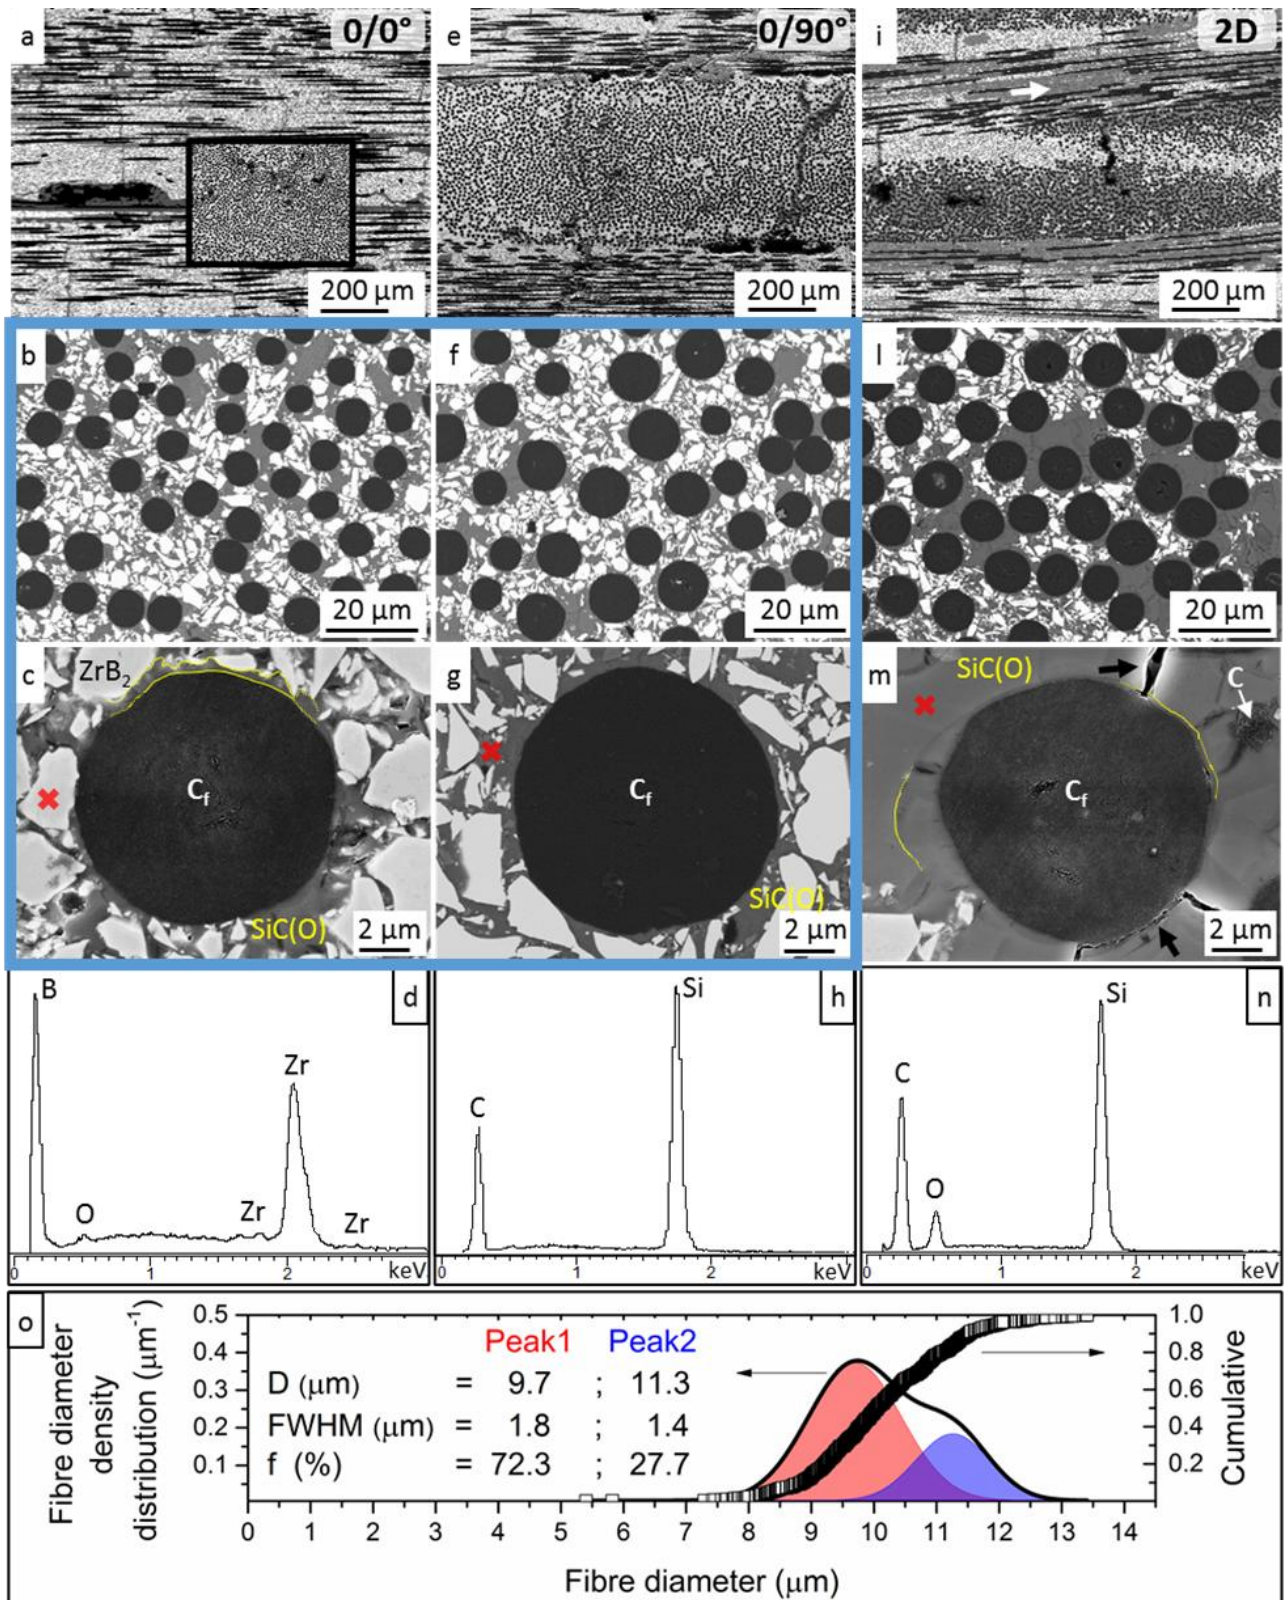 a
0/0°
200 µm
e
0/90°
200 µm
i
2D
200 µm
b
20 µm
f
20 µm
l
20 µm
c
ZrB2
Cf
SiC(O)
2 µm
g
Cf
SiC(O)
2 µm
m
SiC(O)
C
Cf
2 µm
d
B
O
Zr
Zr
Zr
0 1 2 keV
h
C
Si
0 1 2 keV
n
C
O
Si
0 1 2 keV
o
Fibre diameter
density
distribution (µm⁻¹)
0.5
0.4
0.3
0.2
0.1
Peak1 Peak2
D (µm) = 9.7 ; 11.3
FWHM (µm) = 1.8 ; 1.4
f (%) = 72.3 ; 27.7
1.0
0.8
0.6
0.4
0.2
Cumulative
0 1 2 3 4 5 6 7 8 9 10 11 12 13 14
Fibre diameter (µm)